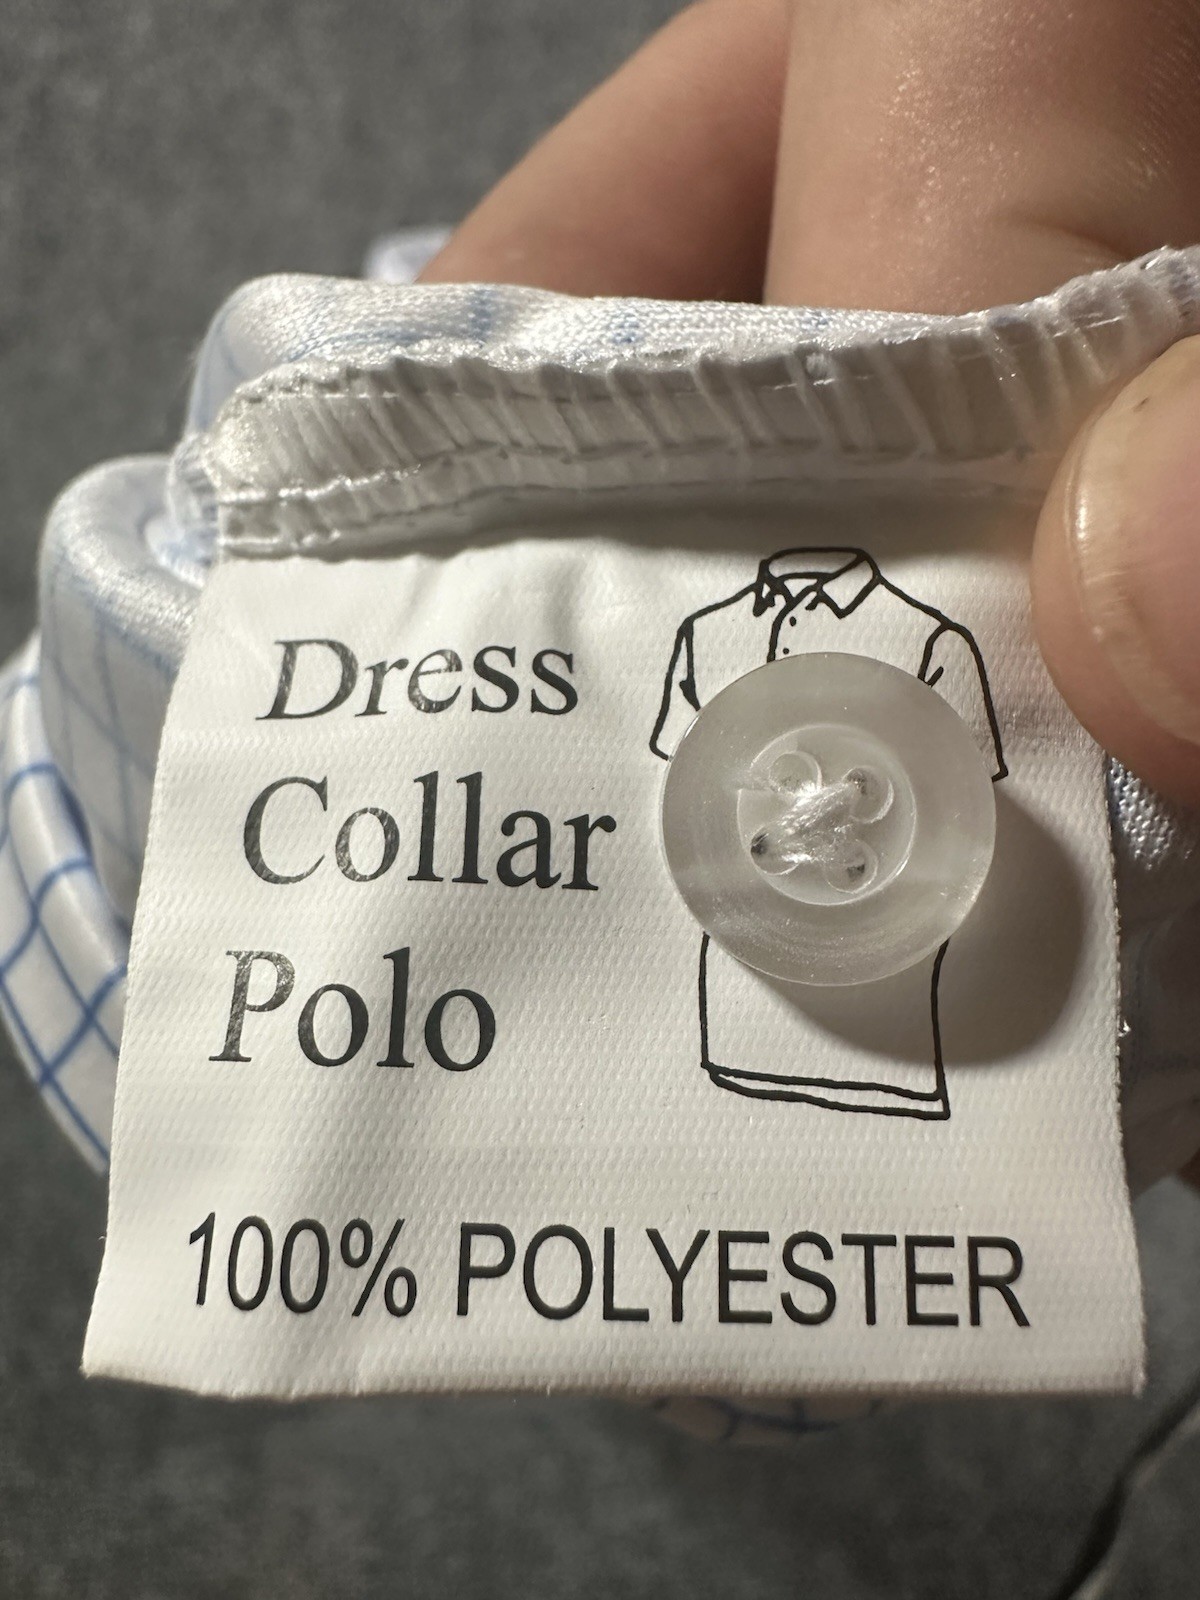 Dress
Collar
Polo
100% POLYESTER